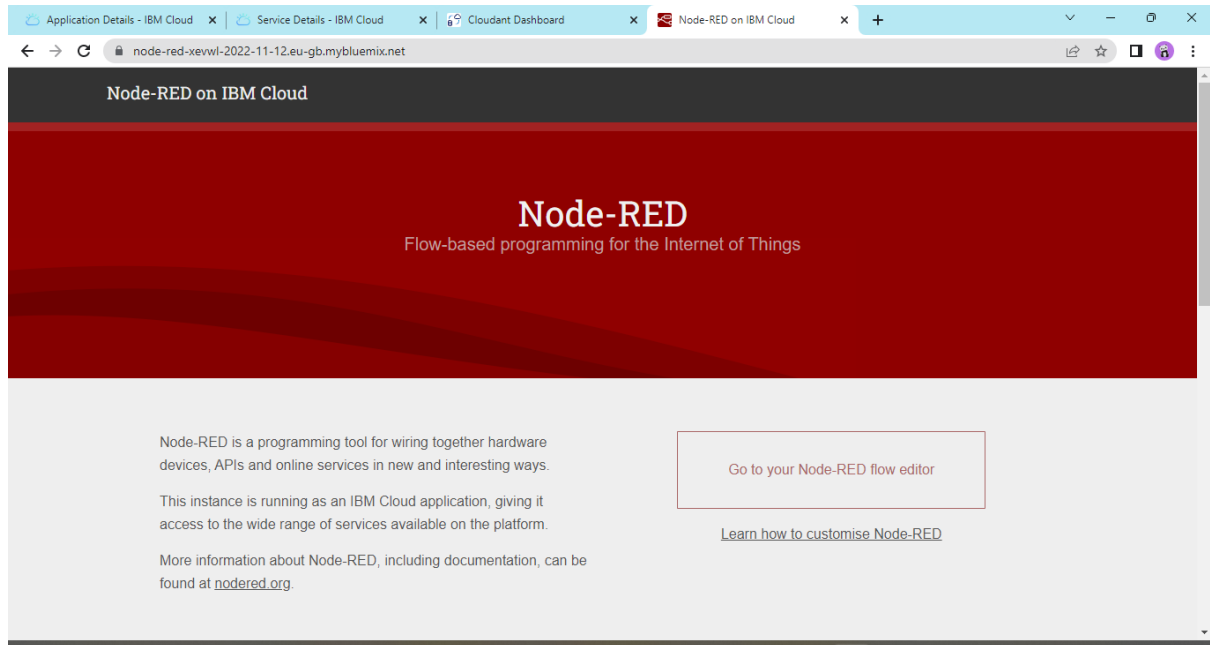 Application Details - IBM Cloud
Service Details - IBM Cloud
Cloudant Dashboard
Node-RED on IBM Cloud
node-red-xevwl-2022-11-12.eu-gb.mybluemix.net
Node-RED on IBM Cloud
Node-RED
Flow-based programming for the Internet of Things
Node-RED is a programming tool for wiring together hardware
devices, APIs and online services in new and interesting ways.
This instance is running as an IBM Cloud application, giving it
access to the wide range of services available on the platform.
More information about Node-RED, including documentation, can be
found at nodered.org.
Go to your Node-RED flow editor
Learn how to customise Node-RED